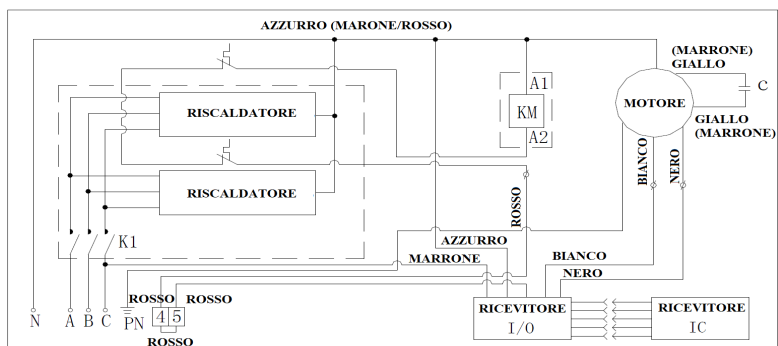 AZZURRO (MARONE/ROSSO)
(MARRONE)
GIALLO
A1
C
RISCALDATORE
KM
MOTORE
A2
GIALLO
(MARRONE)
BIANCO
NERO
RISCALDATORE
ROSSO
K1
AZZURRO
MARRONE
BIANCO
NERO
ROSSO
ROSSO
RICEVITORE
I/O
RICEVITORE
IC
N
A
B
C
PN
4
5
ROSSO